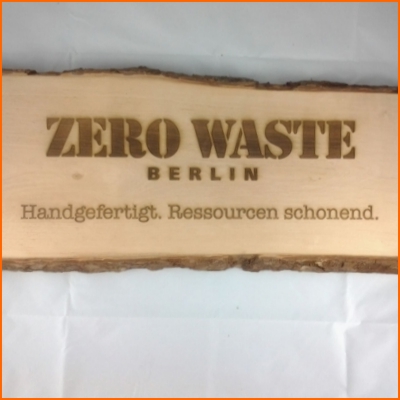 ZERO WASTE
BERLIN
Handgefertigt. Ressourcen schonend.